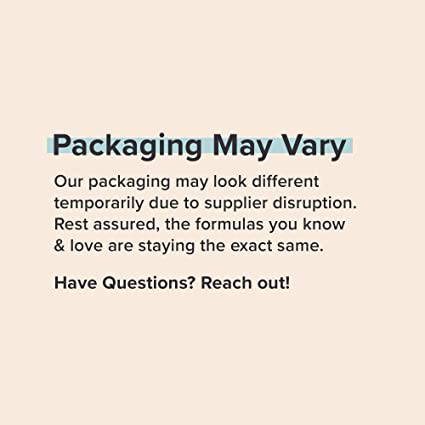 Packaging May Vary
Our packaging may look different
temporarily due to supplier disruption.
Rest assured, the formulas you know
& love are staying the exact same.
Have Questions? Reach out!